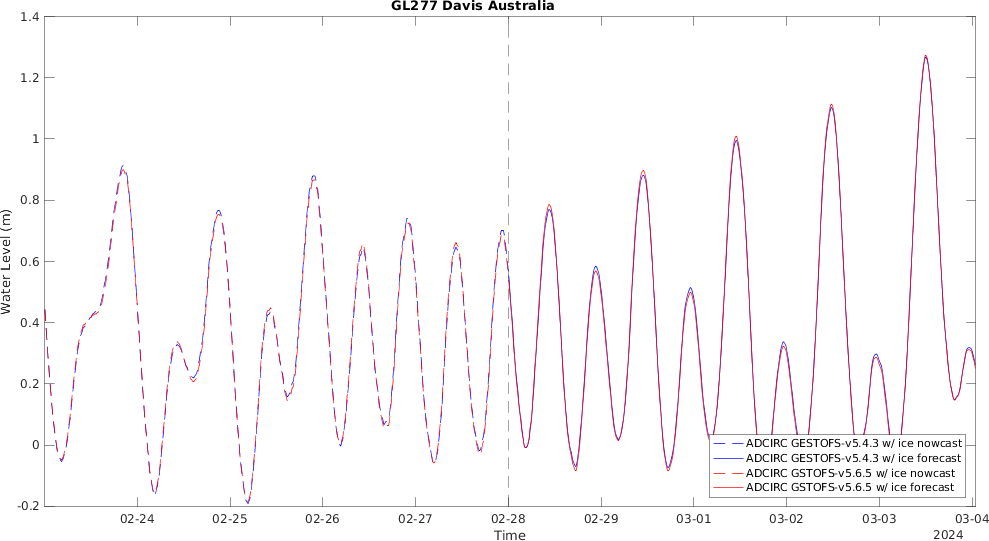 GL277 Davis Australia
1.4
1.2
1
0.8
0.6
0.4
0.2
0
-0.2
Water Level (m)
ADCIRC GESTOFS-v5.4.3 w/ ice nowcast
ADCIRC GESTOFS-v5.4.3 w/ ice forecast
ADCIRC GSTOFS-v5.6.5 w/ ice nowcast
ADCIRC GSTOFS-v5.6.5 w/ ice forecast
02-24 02-25 02-26 02-27 02-28 02-29 03-01 03-02 03-03 03-04
Time
2024